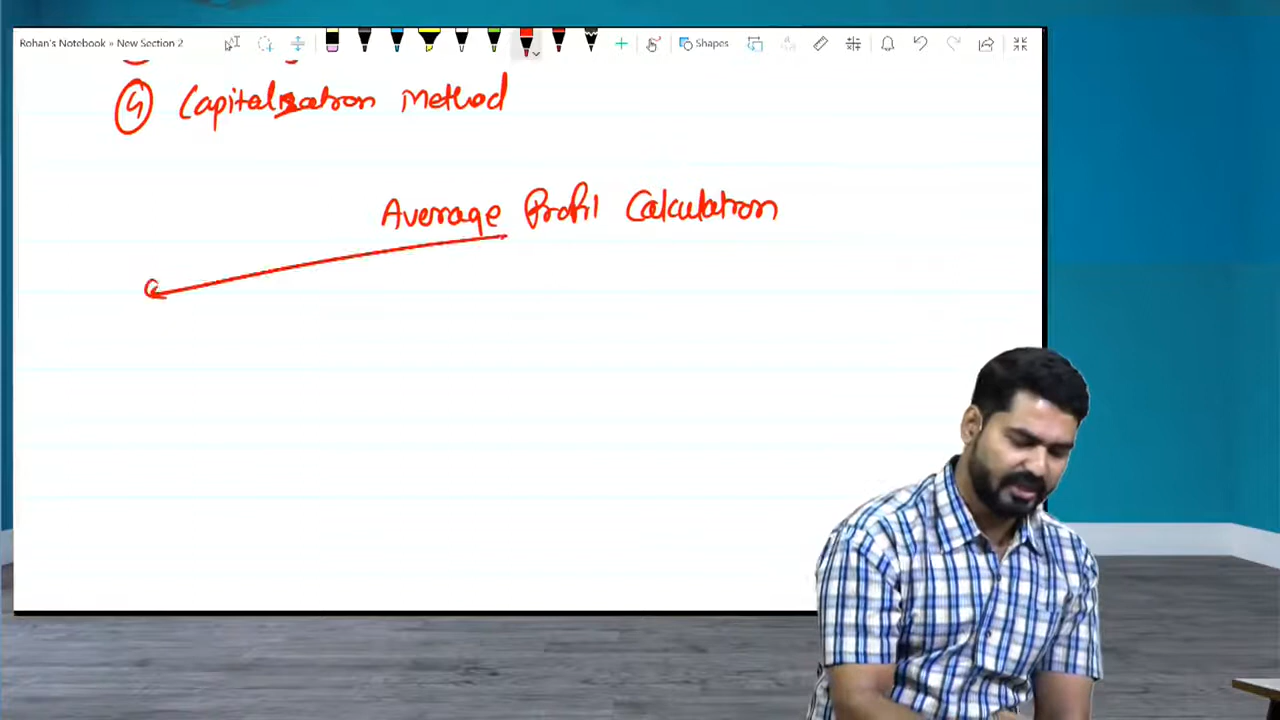 Rohan's Notebook » New Section 2
Shapes
④ Capitalisation Method
Average Profit Calculation